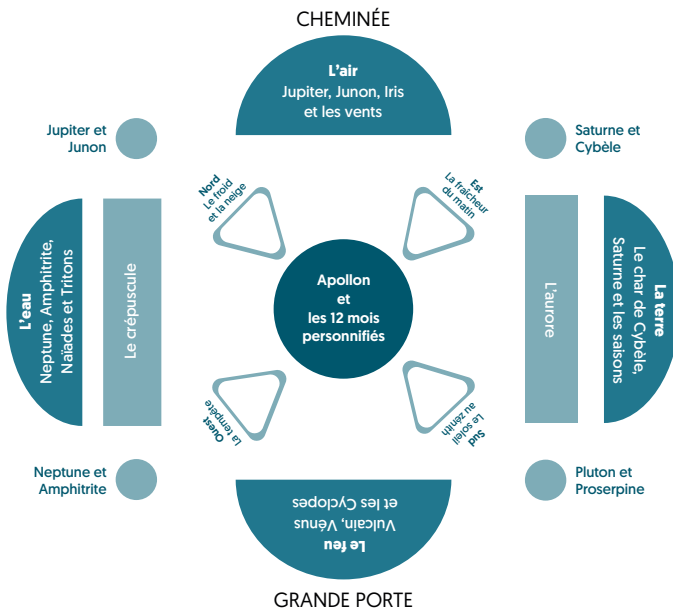 CHEMINÉE
L'air
Jupiter, Junon, Iris
et les vents
Jupiter et
Junon
Saturne et
Cybèle
Nord
Le froid
et la neige
Est
La fraîcheur
du matin
L'eau
Neptune, Amphitrite,
Naïades et Tritons
Le crépuscule
Apollon
et
les 12 mois
personnifiés
L'aurore
La terre
Le char de Cybèle,
Saturne et les saisons
Ouest
La tempête
Sud
Le soleil
au zénith
Neptune et
Amphitrite
Pluton et
Proserpine
Le feu
Vulcain, Vénus
et les Cyclopes
GRANDE PORTE